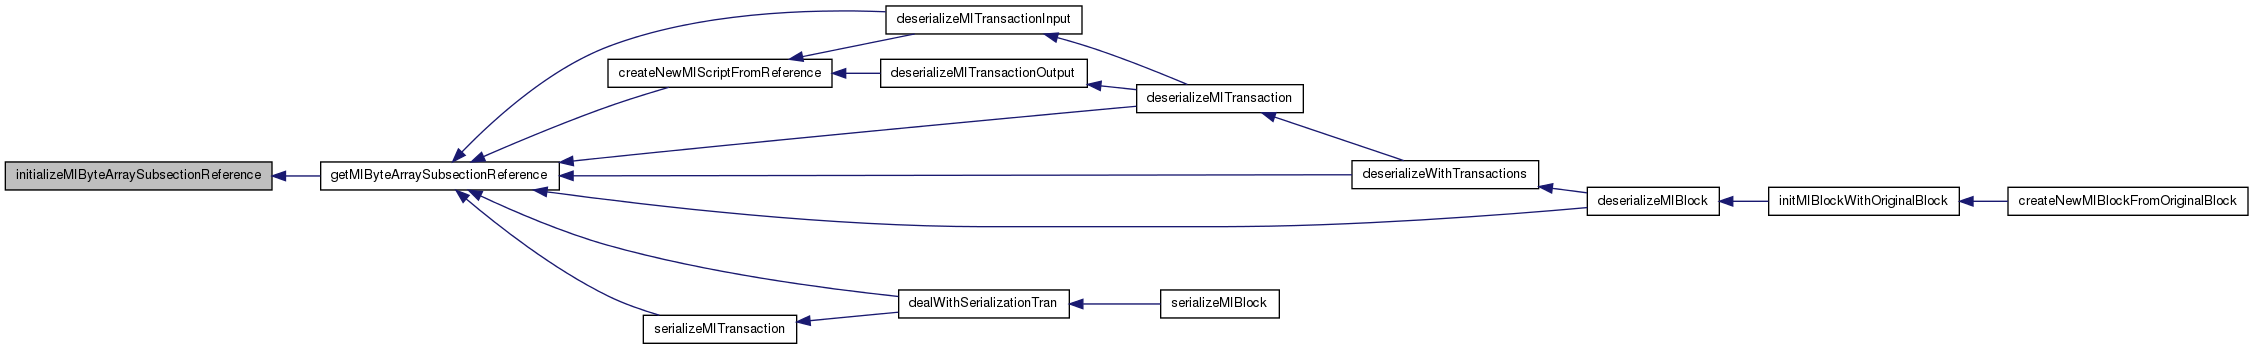 deserializeMITransactionInput
createNewMIScriptFromReference
deserializeMITransactionOutput
deserializeMITransaction
initializeMIByteArraySubsectionReference
getMIByteArraySubsectionReference
deserializeWithTransactions
deserializeMIBlock
initMIBlockWithOriginalBlock
createNewMIBlockFromOriginalBlock
dealWithSerializationTran
serializeMIBlock
serializeMITransaction